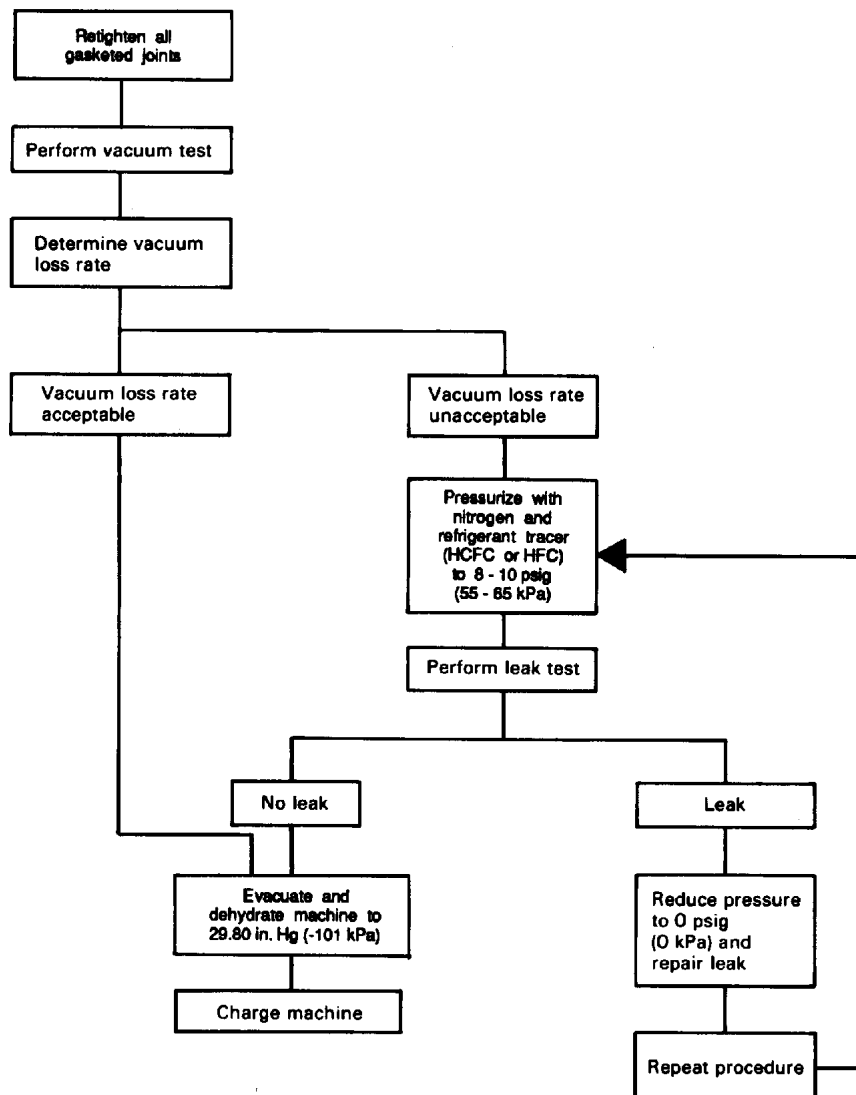 Retighten all
gasketed joints
Perform vacuum test
Determine vacuum
loss rate
Vacuum loss rate
acceptable
Vacuum loss rate
unacceptable
Pressurize with
nitrogen and
refrigerant tracer
(HCFC or HFC)
to 8 - 10 psig
(55 - 65 kPa)
Perform leak test
No leak
Leak
Evacuate and
dehydrate machine to
29.80 in. Hg (-101 kPa)
Reduce pressure
to 0 psig
(0 kPa) and
repair leak
Charge machine
Repeat procedure